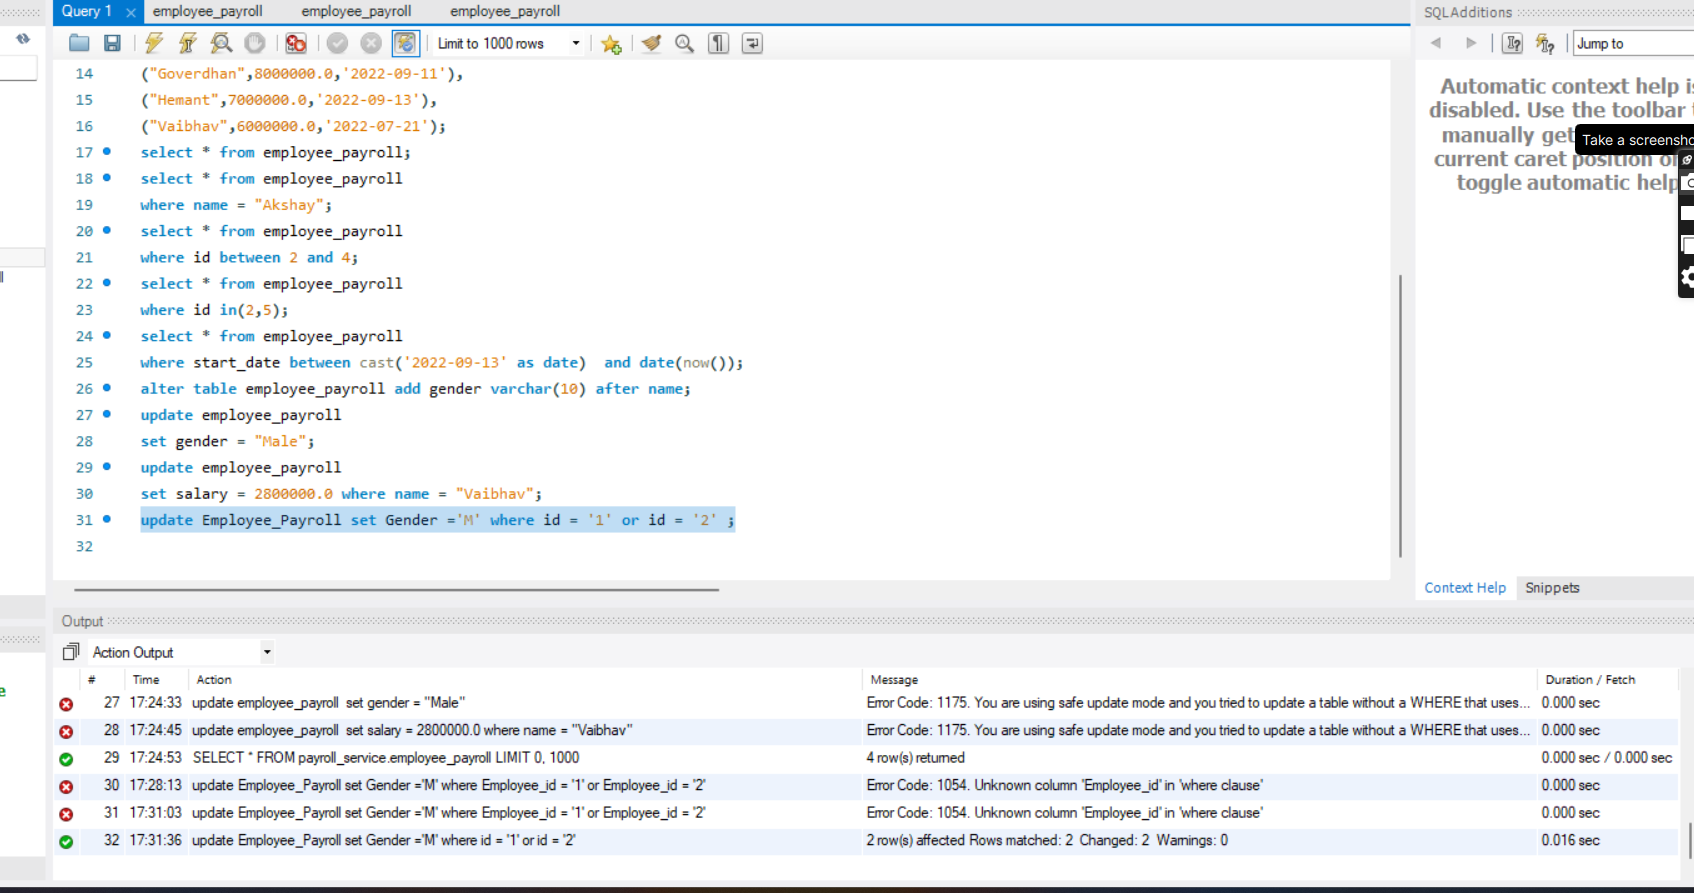 Query 1 employee_payroll employee_payroll employee_payroll
SQLAdditions
Limit to 1000 rows
Jump to
14 ("Goverdhan",8000000.0,'2022-09-11'),
15 ("Hemant",7000000.0,'2022-09-13'),
16 ("Vaibhav",6000000.0,'2022-07-21');
17 select * from employee_payroll;
18 select * from employee_payroll
19 where name = "Akshay";
20 select * from employee_payroll
21 where id between 2 and 4;
22 select * from employee_payroll
23 where id in(2,5);
24 select * from employee_payroll
25 where start_date between cast('2022-09-13' as date)  and date(now());
26 alter table employee_payroll add gender varchar(10) after name;
27 update employee_payroll
28 set gender = "Male";
29 update employee_payroll
30 set salary = 2800000.0 where name = "Vaibhav";
31 update Employee_Payroll set Gender ='M' where id = '1' or id = '2' ;
32
Automatic context help i
disabled. Use the toolbar
manually get
Take a screensho
current caret position o
toggle automatic help
Context Help Snippets
Output
Action Output
# Time Action Message Duration / Fetch
27 17:24:33 update employee_payroll  set gender = "Male" Error Code: 1175. You are using safe update mode and you tried to update a table without a WHERE that uses... 0.000 sec
28 17:24:45 update employee_payroll  set salary = 2800000.0 where name = "Vaibhav" Error Code: 1175. You are using safe update mode and you tried to update a table without a WHERE that uses... 0.000 sec
29 17:24:53 SELECT * FROM payroll_service.employee_payroll LIMIT 0, 1000 4 row(s) returned 0.000 sec / 0.000 sec
30 17:28:13 update Employee_Payroll set Gender ='M' where Employee_id = '1' or Employee_id = '2' Error Code: 1054. Unknown column 'Employee_id' in 'where clause' 0.000 sec
31 17:31:03 update Employee_Payroll set Gender ='M' where Employee_id = '1' or Employee_id = '2' Error Code: 1054. Unknown column 'Employee_id' in 'where clause' 0.000 sec
32 17:31:36 update Employee_Payroll set Gender ='M' where id = '1' or id = '2' 2 row(s) affected Rows matched: 2  Changed: 2  Warnings: 0 0.016 sec